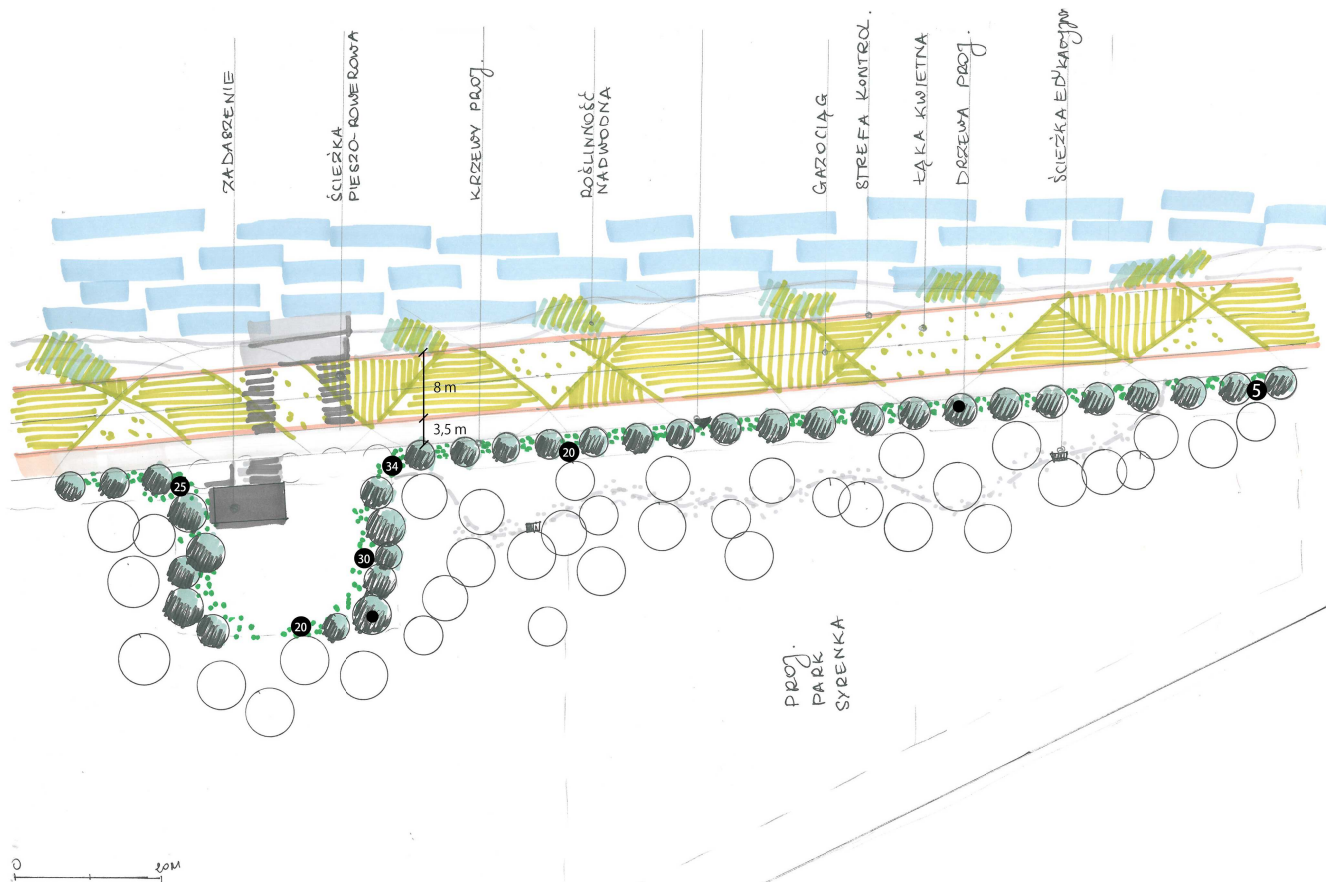 ZADASZENIE
ŚCIEŻKA
PIESZO-ROWEROWA
KRZEWY PROJ.
ROŚLINNOŚĆ
NADWODNA
GAZOCIĄG
STREFA KONTROL.
ŁĄKA KWIETNA
DRZEWA PROJ.
ŚCIEŻKA EDUKACYJNA
8 m
3,5 m
5
34
20
25
30
20
PROJ.
PARK
SYRENKA
0 20M